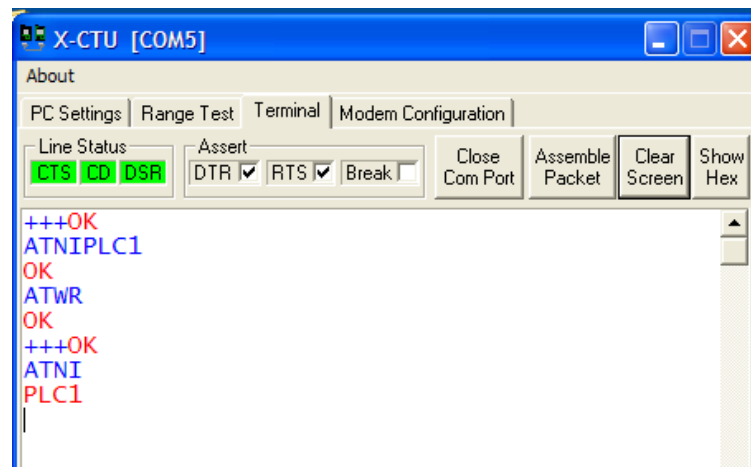 X-CTU [COM5]
About
PC Settings Range Test Terminal Modem Configuration
Line Status Assert
CTS CD DSR DTR RTS Break Close Com Port Assemble Packet Clear Screen Show Hex
+++OK
ATNIPLC1
OK
ATWR
OK
+++OK
ATNI
PLC1